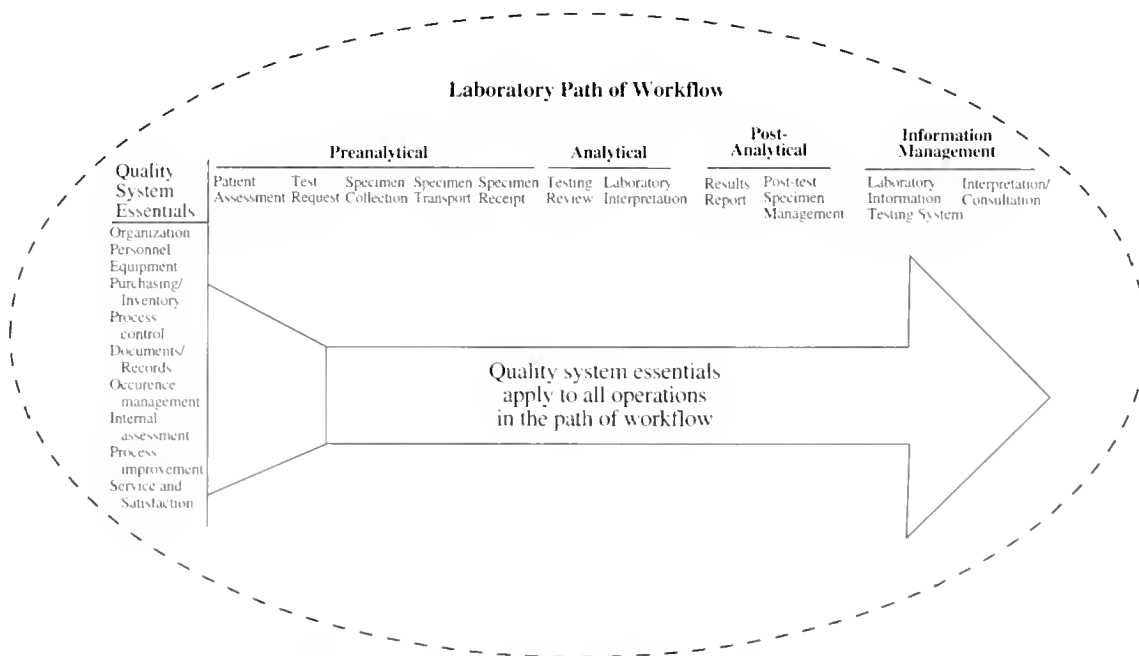 Laboratory Path of Workflow
Quality
System
Essentials
Organization
Personnel
Equipment
Purchasing/
Inventory
Process
control
Documents/
Records
Occurence
management
Internal
assessment
Process
improvement
Service and
Satisfaction
Preanalytical
Patient
Assessment
Test
Request
Specimen
Collection
Specimen
Transport
Specimen
Receipt
Analytical
Testing
Review
Laboratory
Interpretation
Post-
Analytical
Results
Report
Post-test
Specimen
Management
Information
Management
Laboratory
Information
Testing System
Interpretation/
Consultation
Quality system essentials
apply to all operations
in the path of workflow